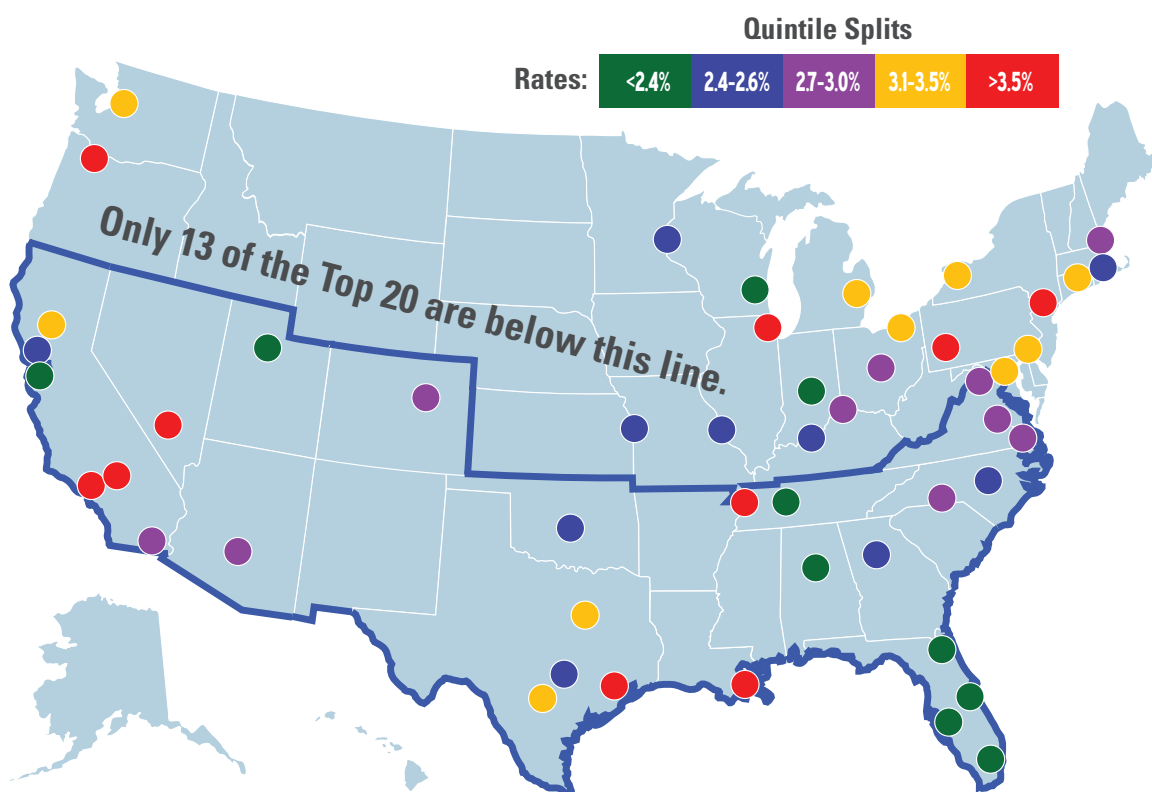 Quintile Splits
Rates: <2.4% 2.4-2.6% 2.7-3.0% 3.1-3.5% >3.5%
Only 13 of the Top 20 are below this line.